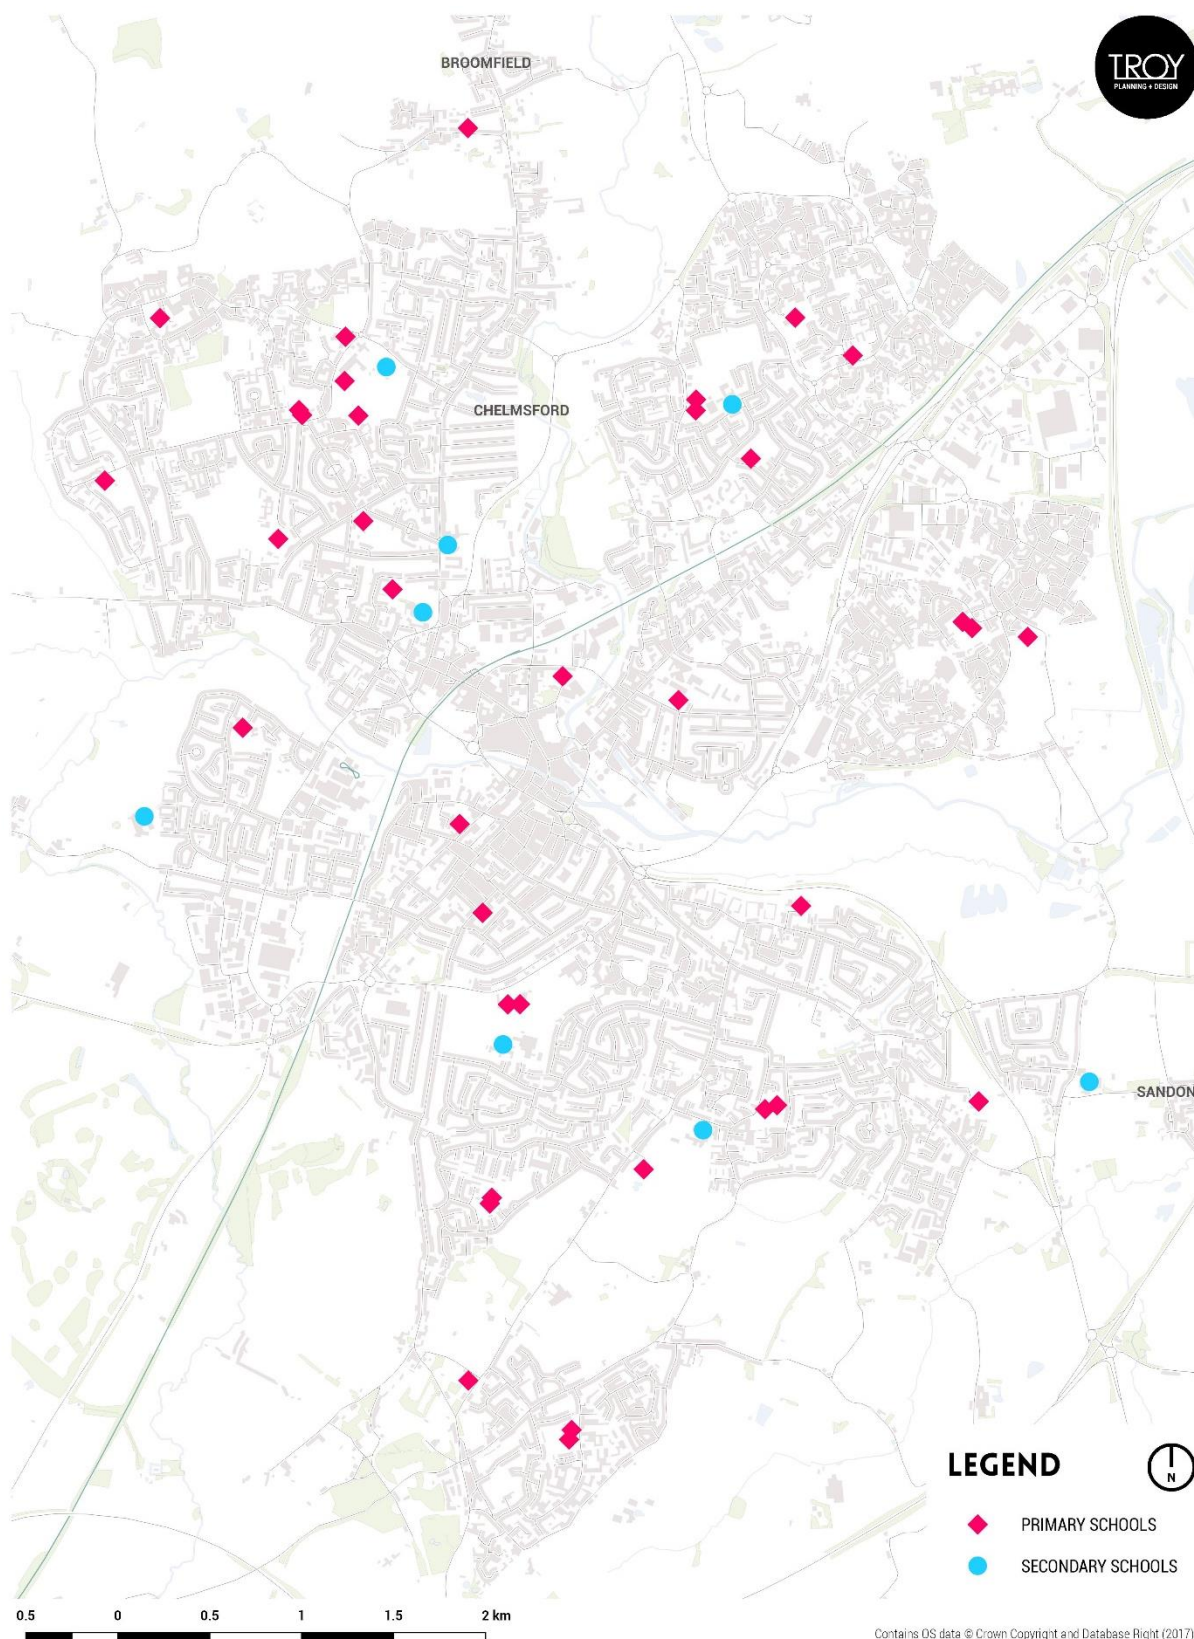 BROOMFIELD
TROY
PLANNING + DESIGN
CHELMSFORD
SANDON
LEGEND
N
PRIMARY SCHOOLS
SECONDARY SCHOOLS
0.5 0 0.5 1 1.5 2 km
Contains OS data © Crown Copyright and Database Right (2017)